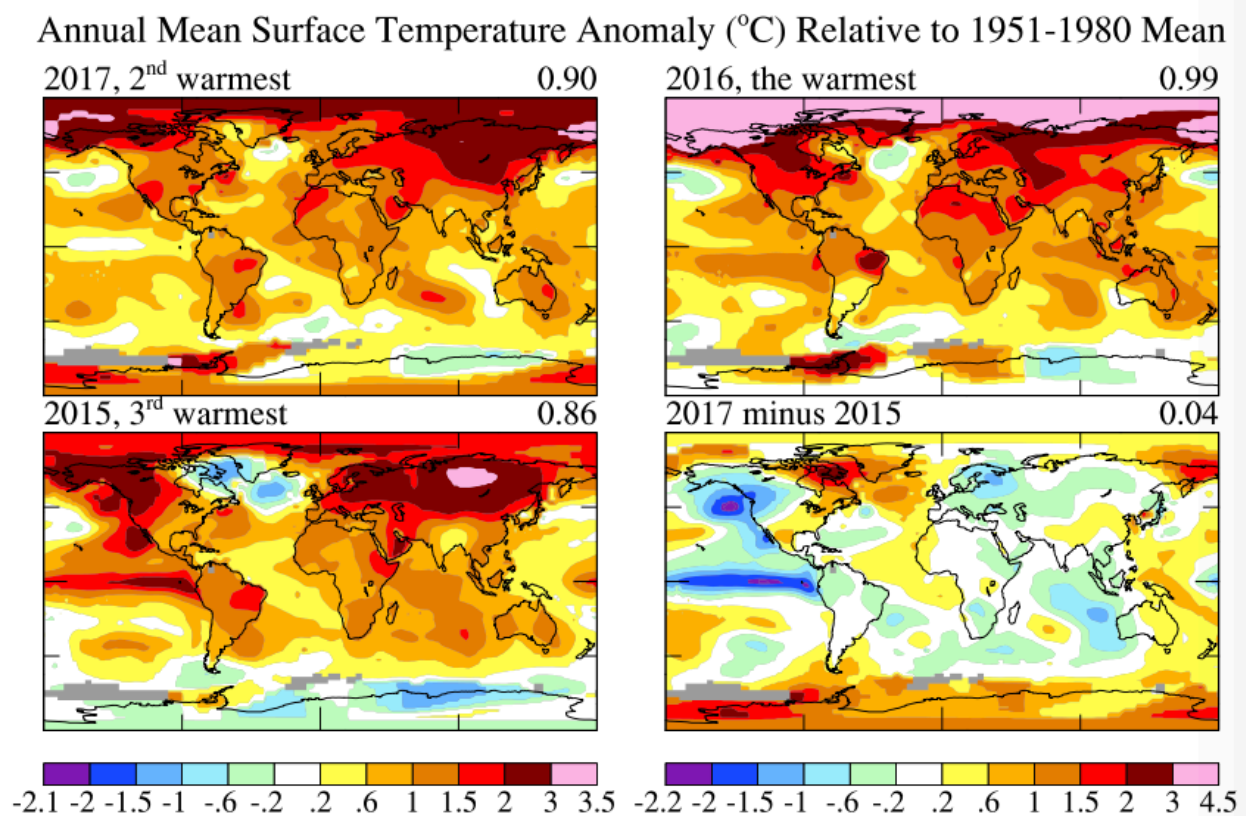 Annual Mean Surface Temperature Anomaly (°C) Relative to 1951-1980 Mean
2017, 2nd warmest 0.90
2016, the warmest 0.99
2015, 3rd warmest 0.86
2017 minus 2015 0.04
-2.1 -2 -1.5 -1 -.6 -.2 .2 .6 1 1.5 2 3 3.5
-2.2 -2 -1.5 -1 -.6 -.2 .2 .6 1 1.5 2 3 4.5